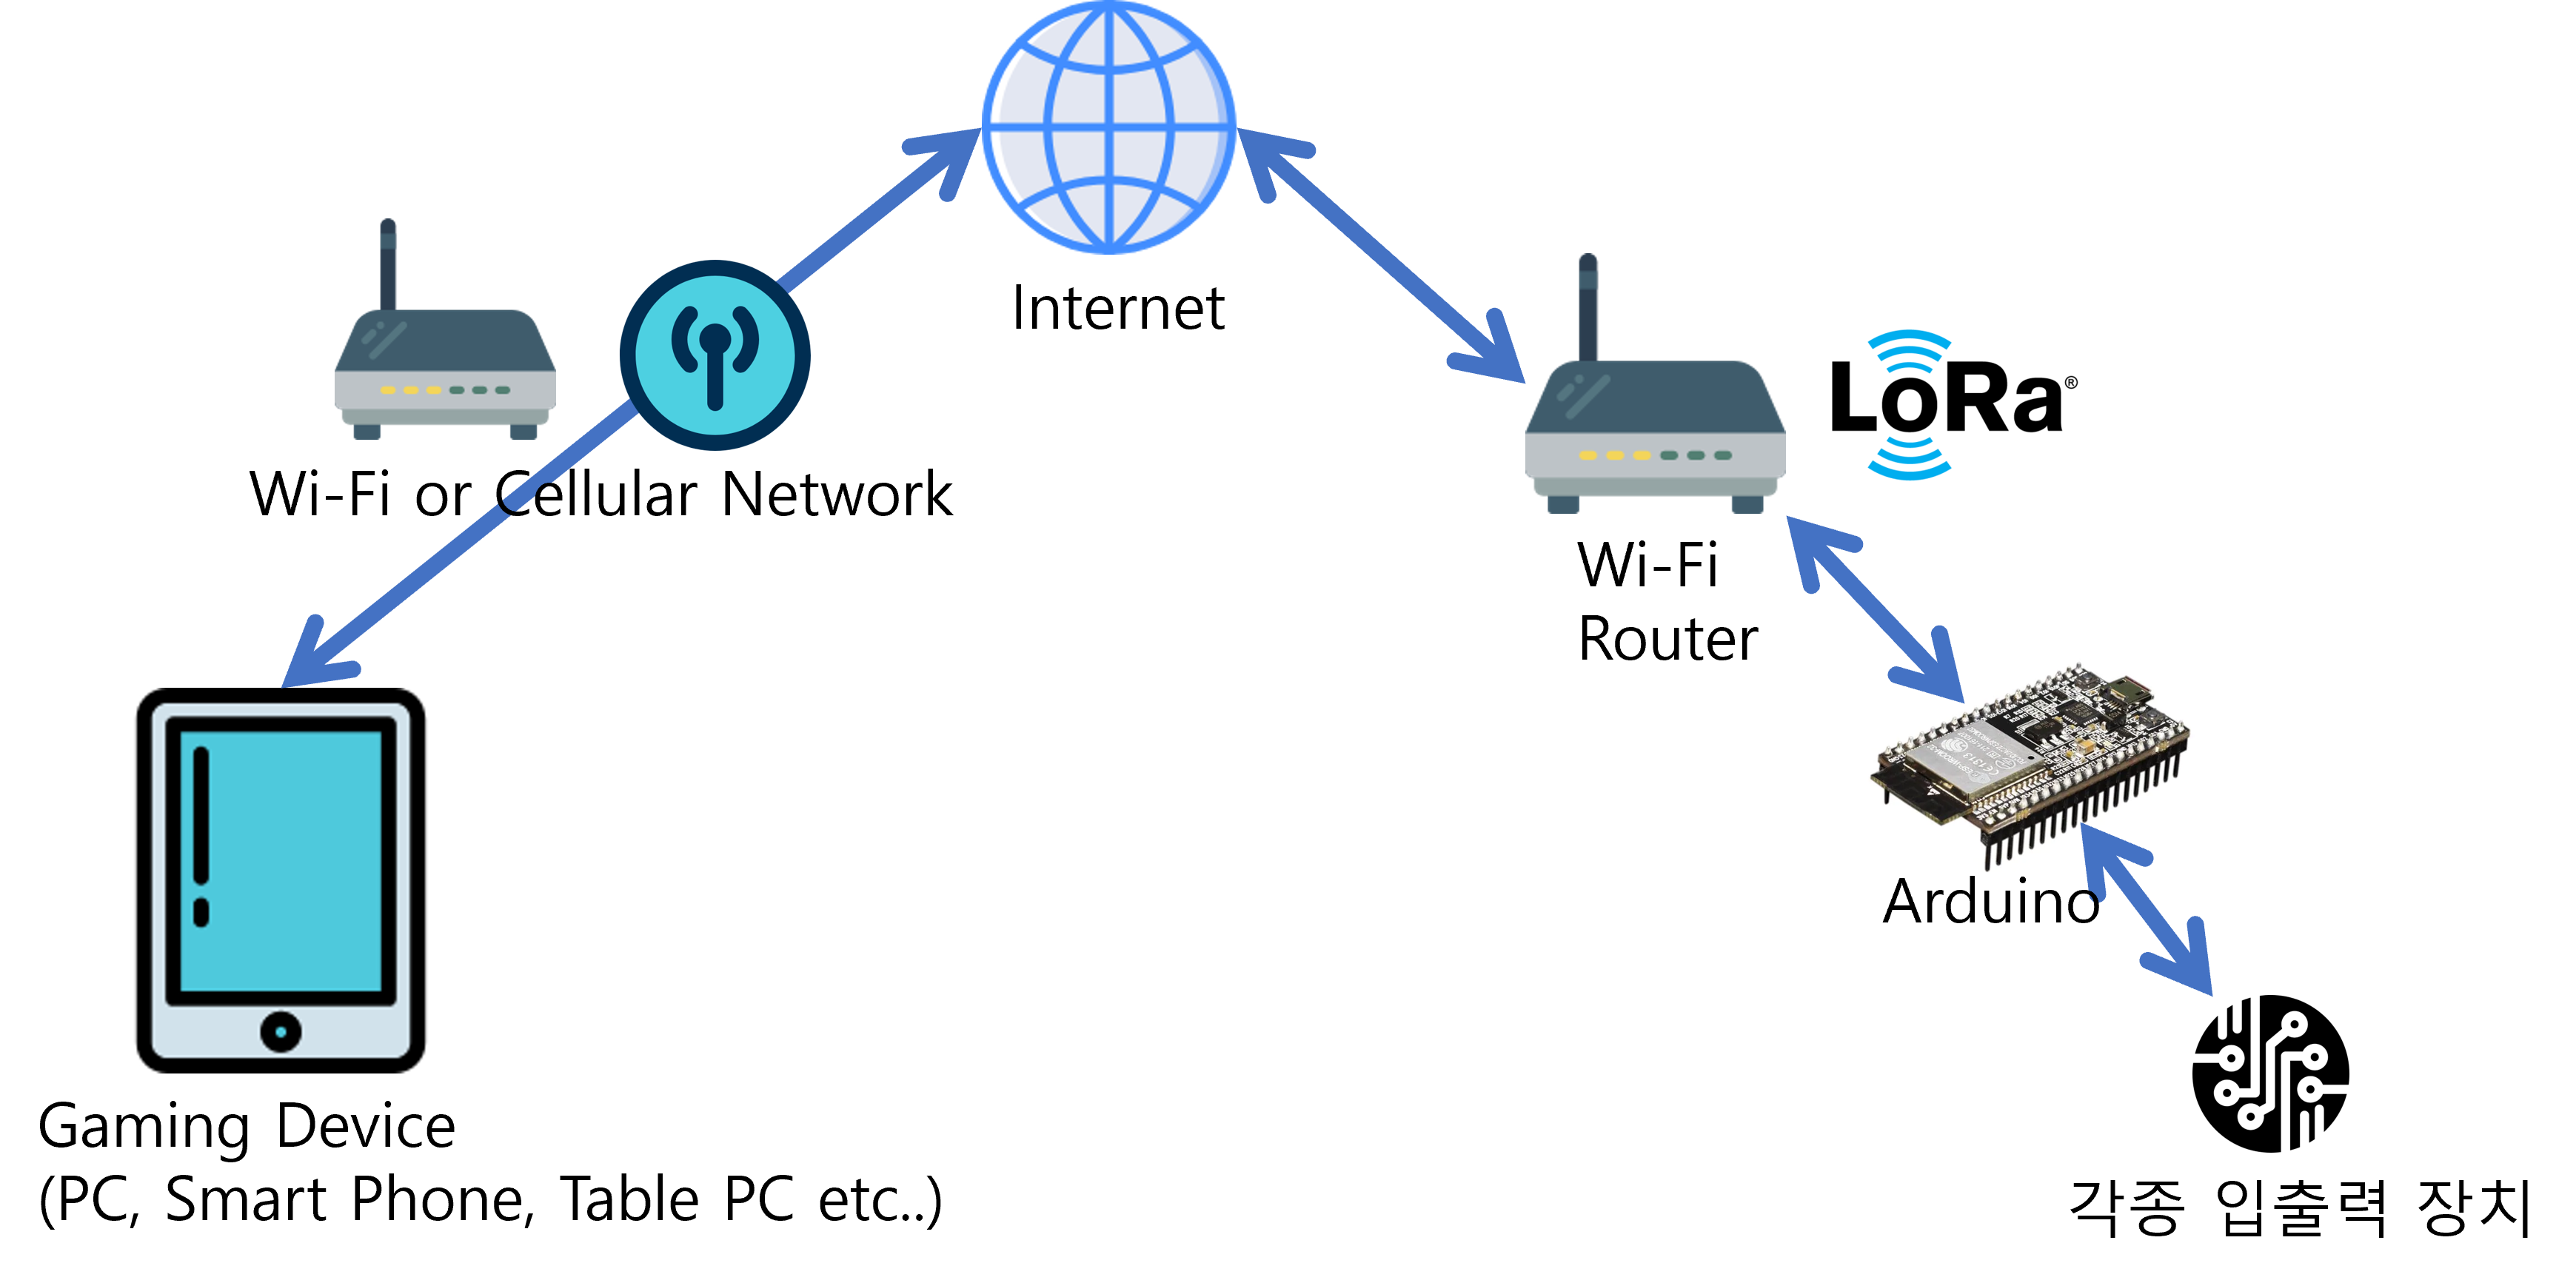 Internet
LoRa®
Wi-Fi or Cellular Network
Wi-Fi
Router
Arduino
Gaming Device
(PC, Smart Phone, Table PC etc..)
각종 입출력 장치